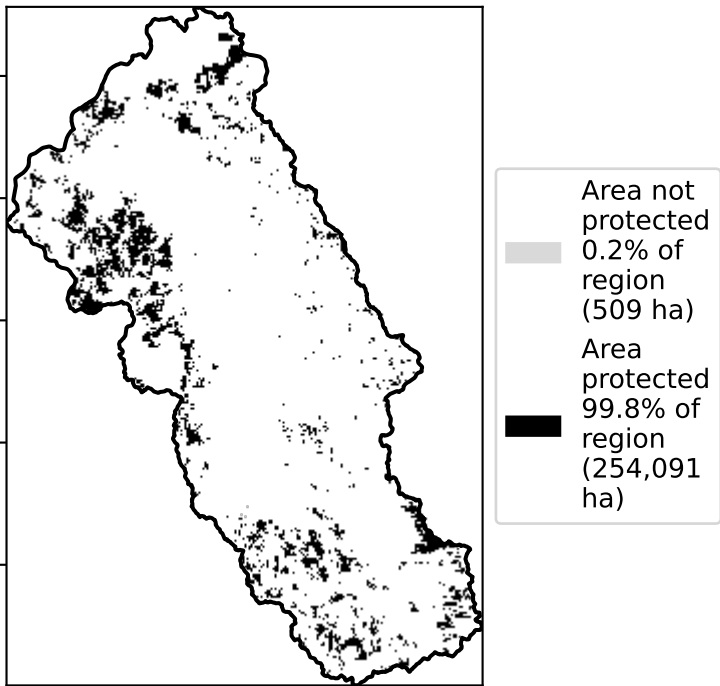 Area not
protected
0.2% of
region
(509 ha)
Area
protected
99.8% of
region
(254,091
ha)